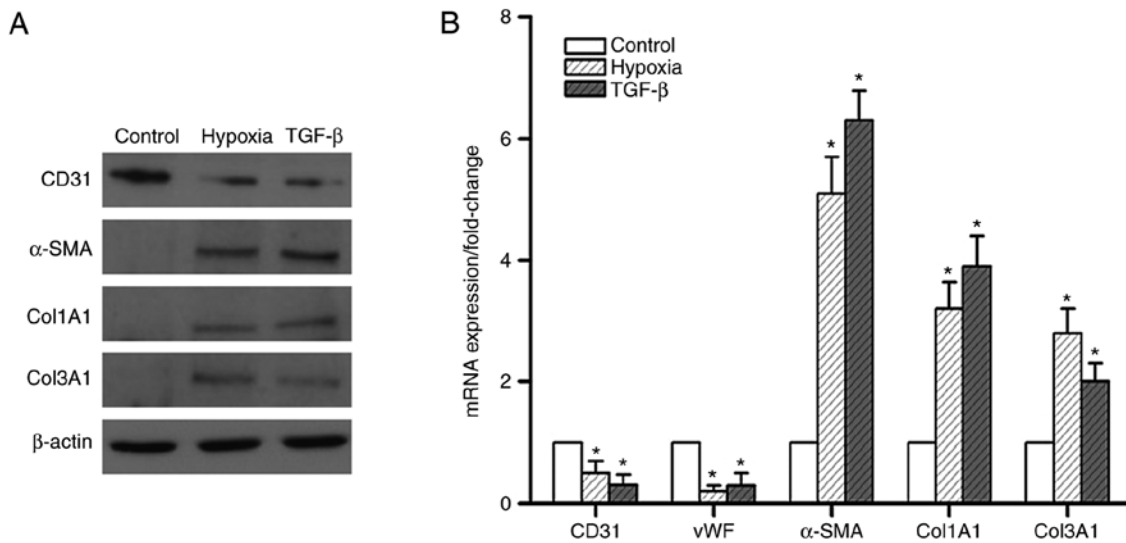 A
Control Hypoxia TGF-β
CD31
α-SMA
Col1A1
Col3A1
β-actin
B
8
6
4
2
0
mRNA expression/fold-change
Control
Hypoxia
TGF-β
* * * * * * * * * *
CD31 vWF α-SMA Col1A1 Col3A1